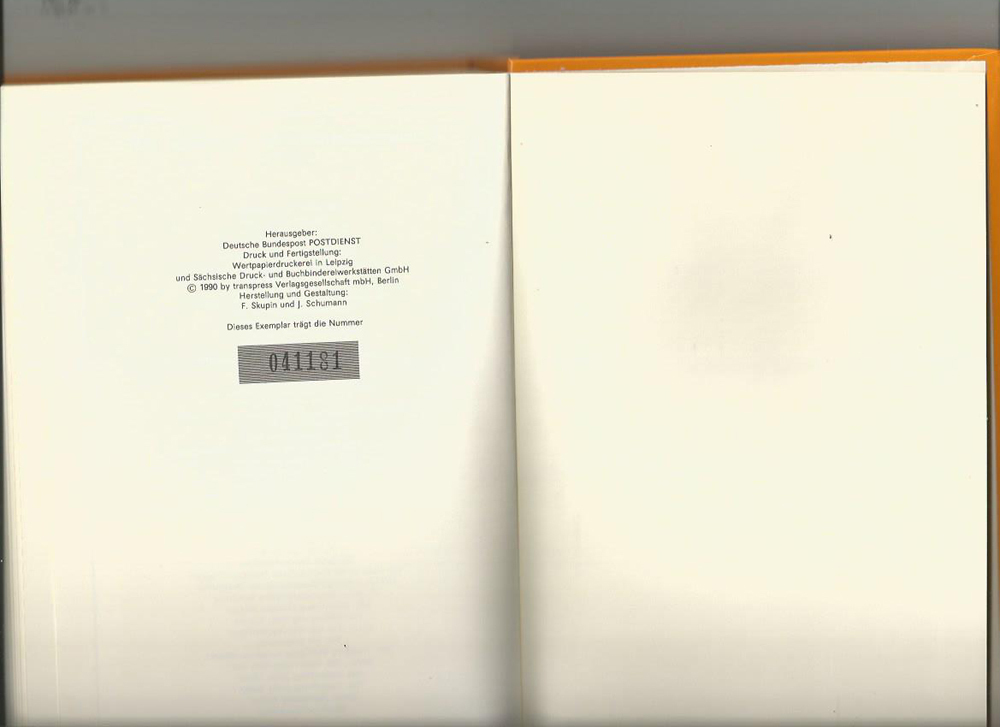 Herausgeber:
Deutsche Bundespost POSTDIENST
Druck und Fertigstellung:
Wertpapierdruckerei in Leipzig
und Sächsische Druck- und Buchbindereiwerkstätten GmbH
© 1990 by transpress Verlagsgesellschaft mbH, Berlin
Herstellung und Gestaltung:
F. Skupin und J. Schumann
Dieses Exemplar trägt die Nummer
041181